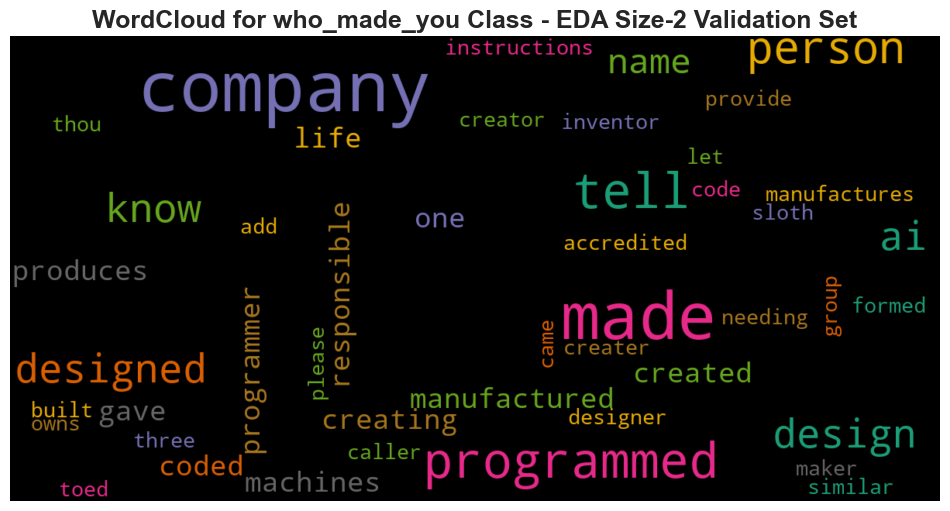 WordCloud for who_made_you Class - EDA Size-2 Validation Set
instructions
person
name
company
provide
thou
creator
inventor
life
let
tell
code
manufactures
know
sloth
one
add
accredited
ai
responsible
produces
group
formed
made
needing
programmer
came
please
creater
designed
created
manufactured
built
gave
creating
designer
owns
design
three
caller
programmed
coded
maker
machines
toed
similar